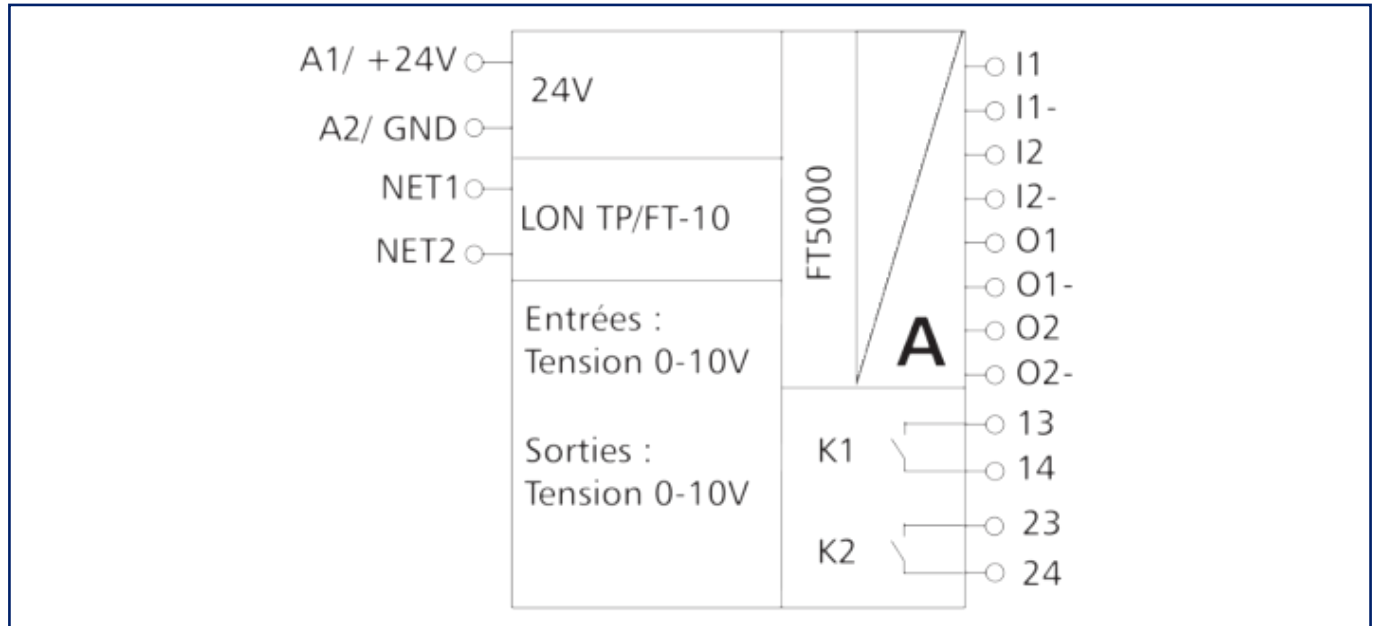 A1/ +24V
A2/ GND
NET1
NET2
24V
LON TP/FT-10
Entrées :
Tension 0-10V
Sorties :
Tension 0-10V
FT5000
A
I1
I1-
I2
I2-
O1
O1-
O2
O2-
K1
13
14
K2
23
24